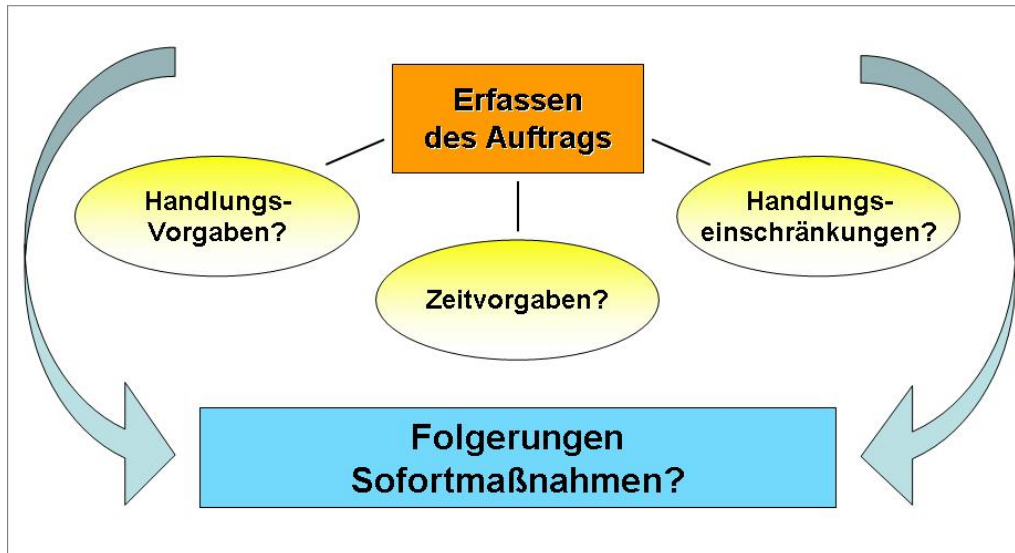 Erfassen
des Auftrags
Handlungs-
Vorgaben?
Handlungs-
einschränkungen?
Zeitvorgaben?
Folgerungen
Sofortmaßnahmen?